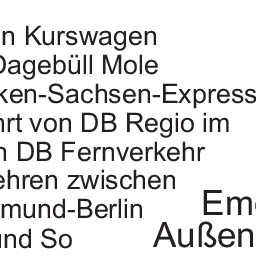 n Kurswagen
Dagebüll Mole
ken-Sachsen-Express
hrt von DB Regio im
n DB Fernverkehr
ehren zwischen
mund-Berlin
und So
Eme
Außen